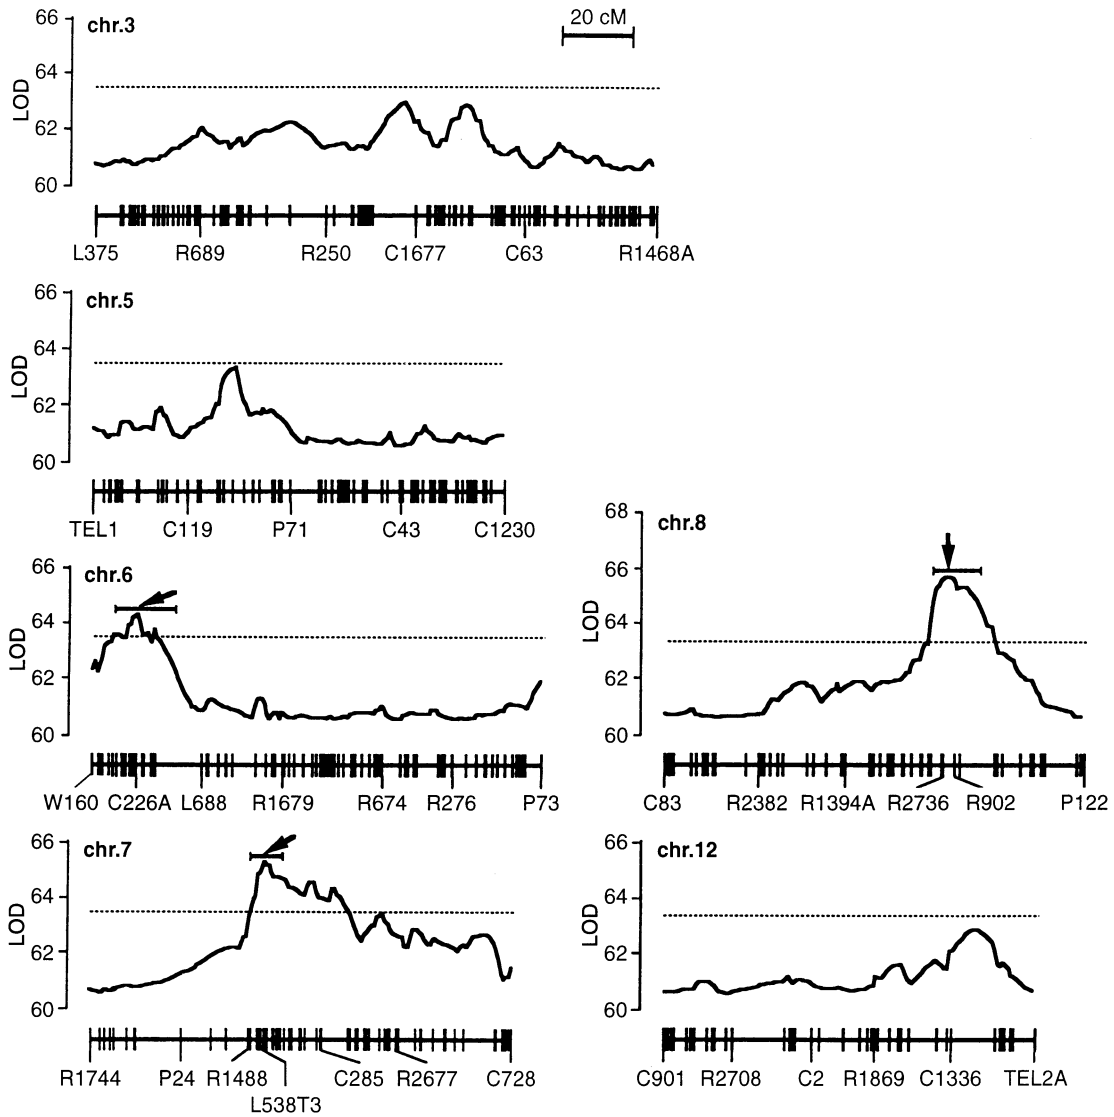 chr.3
20 cM
LOD
66
64
62
60
L375 R689 R250 C1677 C63 R1468A
chr.5
LOD
66
64
62
60
TEL1 C119 P71 C43 C1230
chr.6
LOD
66
64
62
60
W160 C226A L688 R1679 R674 R276 P73
chr.8
LOD
68
66
64
62
60
C83 R2382 R1394A R2736 R902 P122
chr.7
LOD
66
64
62
60
R1744 P24 R1488 L538T3 C285 R2677 C728
chr.12
LOD
66
64
62
60
C901 R2708 C2 R1869 C1336 TEL2A